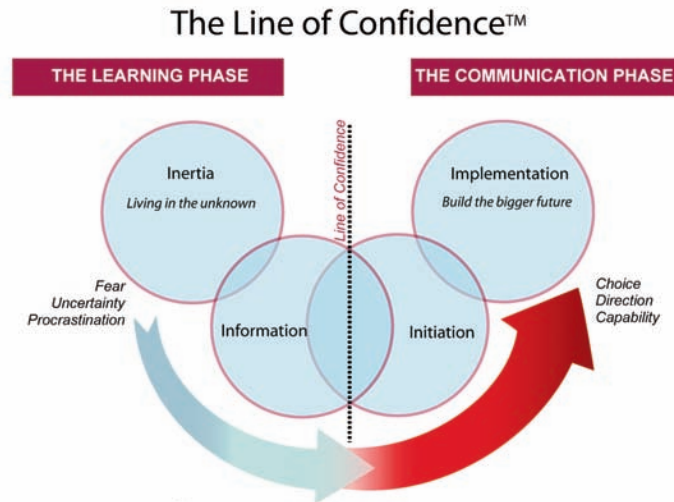 The Line of Confidence™
THE LEARNING PHASE
THE COMMUNICATION PHASE
Inertia
Living in the unknown
Line of Confidence
Implementation
Build the bigger future
Fear
Uncertainty
Procrastination
Information
Initiation
Choice
Direction
Capability